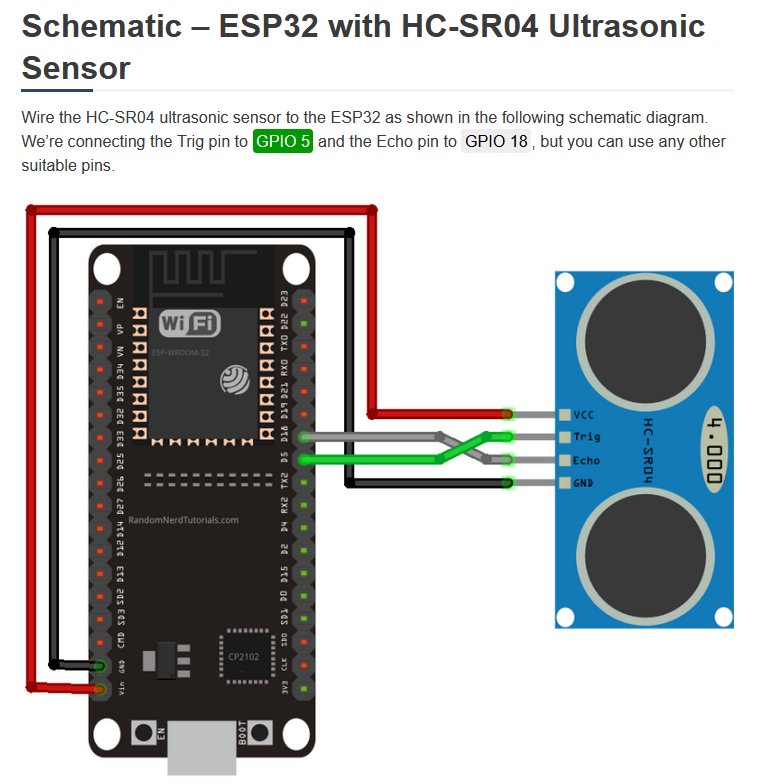 Schematic – ESP32 with HC-SR04 Ultrasonic
Sensor
Wire the HC-SR04 ultrasonic sensor to the ESP32 as shown in the following schematic diagram.
We’re connecting the Trig pin to GPIO 5 and the Echo pin to GPIO 18, but you can use any other
suitable pins.
EN
VP
VN
D34
D35
D32
D33
D25
D26
D27
D14
D12
D13
SD2
SD3
CMD
GND
Vin
WiFi
ESP-WROOM-32
RandomNerdTutorials.com
CP2102
EN
BOOT
D23
D22
TX0
RX0
D21
D19
D18
D5
TX2
RX2
D4
D2
D15
D0
SD1
SD0
CLK
3V3
VCC
Trig
Echo
GND
HC-SR04
4.000